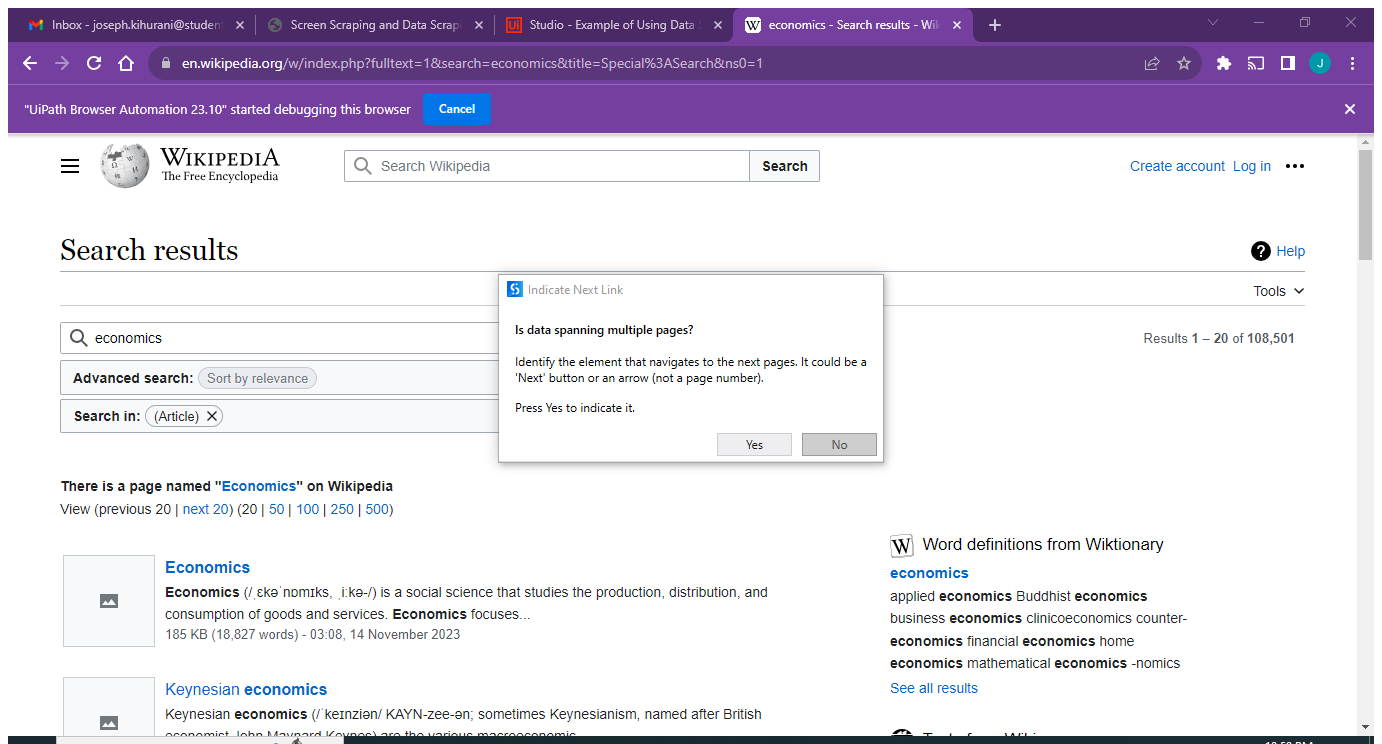 Inbox - joseph.kihurani@studen
Screen Scraping and Data Scrap
Studio - Example of Using Data
economics - Search results - Wik
en.wikipedia.org/w/index.php?fulltext=1&search=economics&title=Special%3ASearch&ns0=1
J
"UiPath Browser Automation 23.10" started debugging this browser
Cancel
WIKIPEDIA
The Free Encyclopedia
Search Wikipedia
Search
Create account Log in
Search results
Help
Tools
economics
Results 1 – 20 of 108,501
Advanced search: Sort by relevance
Search in: (Article)
Indicate Next Link
Is data spanning multiple pages?
Identify the element that navigates to the next pages. It could be a
'Next' button or an arrow (not a page number).
Press Yes to indicate it.
Yes
No
There is a page named "Economics" on Wikipedia
View (previous 20 | next 20) (20 | 50 | 100 | 250 | 500)
Economics
Economics (/ˌɛkəˈnɒmɪks, ˌiːkə-/) is a social science that studies the production, distribution, and
consumption of goods and services. Economics focuses...
185 KB (18,827 words) - 03:08, 14 November 2023
Keynesian economics
Keynesian economics (/ˈkeɪnziən/ KAYN-zee-ən; sometimes Keynesianism, named after British
economist John Maynard Keynes) are the various macroeconomic
W Word definitions from Wiktionary
economics
applied economics Buddhist economics
business economics clinicoeconomics counter-
economics financial economics home
economics mathematical economics -nomics
See all results